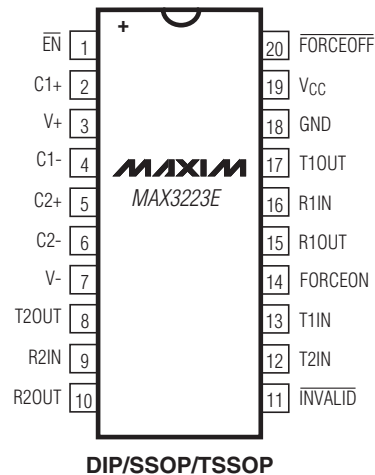 +
EN 1 20 FORCEOFF
C1+ 2 19 VCC
V+ 3 18 GND
C1- 4 MAXIM 17 T1OUT
C2+ 5 MAX3223E 16 R1IN
C2- 6 15 R1OUT
V- 7 14 FORCEON
T2OUT 8 13 T1IN
R2IN 9 12 T2IN
R2OUT 10 11 INVALID
DIP/SSOP/TSSOP